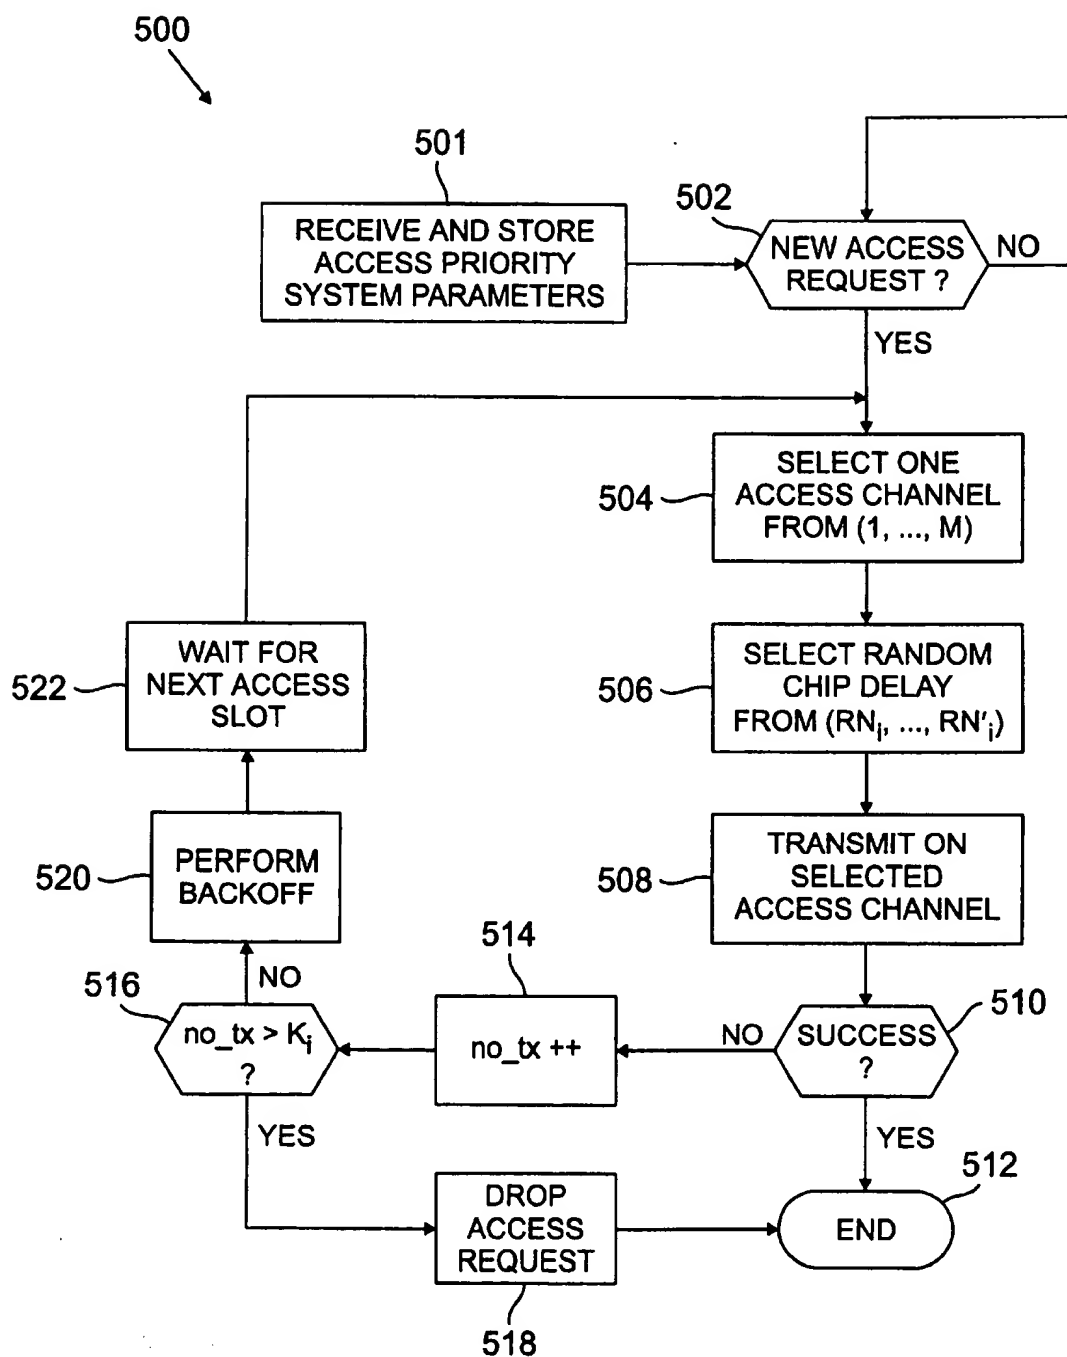 500
501
RECEIVE AND STORE
ACCESS PRIORITY
SYSTEM PARAMETERS
502
NEW ACCESS
REQUEST ?
NO
YES
504
SELECT ONE
ACCESS CHANNEL
FROM (1, ..., M)
506
SELECT RANDOM
CHIP DELAY
FROM (RNi, ..., RN'i)
522
WAIT FOR
NEXT ACCESS
SLOT
520
PERFORM
BACKOFF
508
TRANSMIT ON
SELECTED
ACCESS CHANNEL
516
NO
no_tx > Ki
?
YES
514
no_tx ++
NO
510
SUCCESS
?
YES
518
DROP
ACCESS
REQUEST
512
END